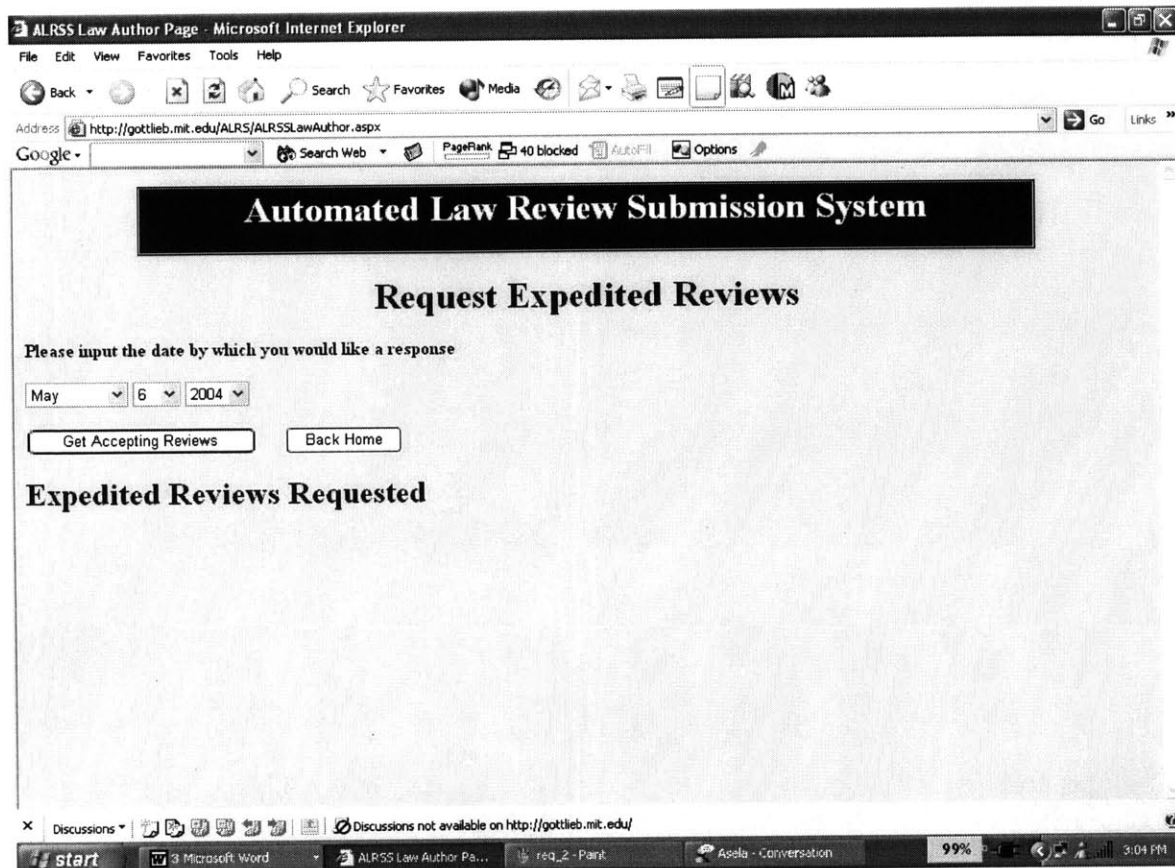 ALRSS Law Author Page - Microsoft Internet Explorer
File Edit View Favorites Tools Help
Back Search Favorites Media
Address http://gottlieb.mit.edu/ALRS/ALRSSLawAuthor.aspx Go Links »
Google Search Web PageRank 40 blocked AutoFill Options
Automated Law Review Submission System
Request Expedited Reviews
Please input the date by which you would like a response
May 6 2004
Get Accepting Reviews Back Home
Expedited Reviews Requested
Discussions Discussions not available on http://gottlieb.mit.edu/
start 3 Microsoft Word ALRSS Law Author Pa... req_2 - Paint Asela - Conversation 99% 3:04 PM